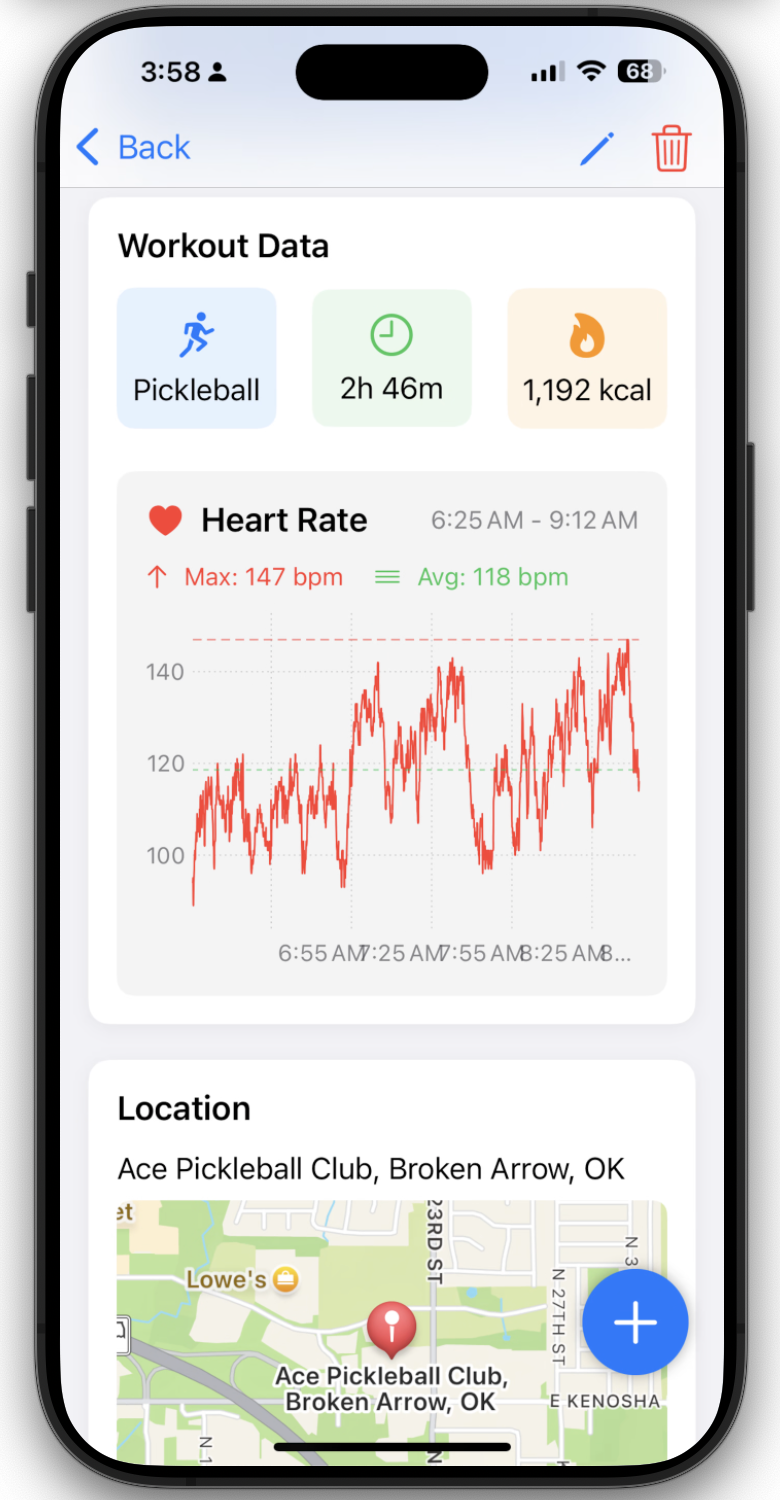 3:58
68
Back
Workout Data
Pickleball
2h 46m
1,192 kcal
Heart Rate
6:25 AM - 9:12 AM
Max: 147 bpm
Avg: 118 bpm
140
120
100
6:55 AM
7:25 AM
7:55 AM
8:25 AM
8...
Location
Ace Pickleball Club, Broken Arrow, OK
et
23RD ST
N 3
Lowe's
N 27TH ST
Ace Pickleball Club,
Broken Arrow, OK
E KENOSHA
N 1
N